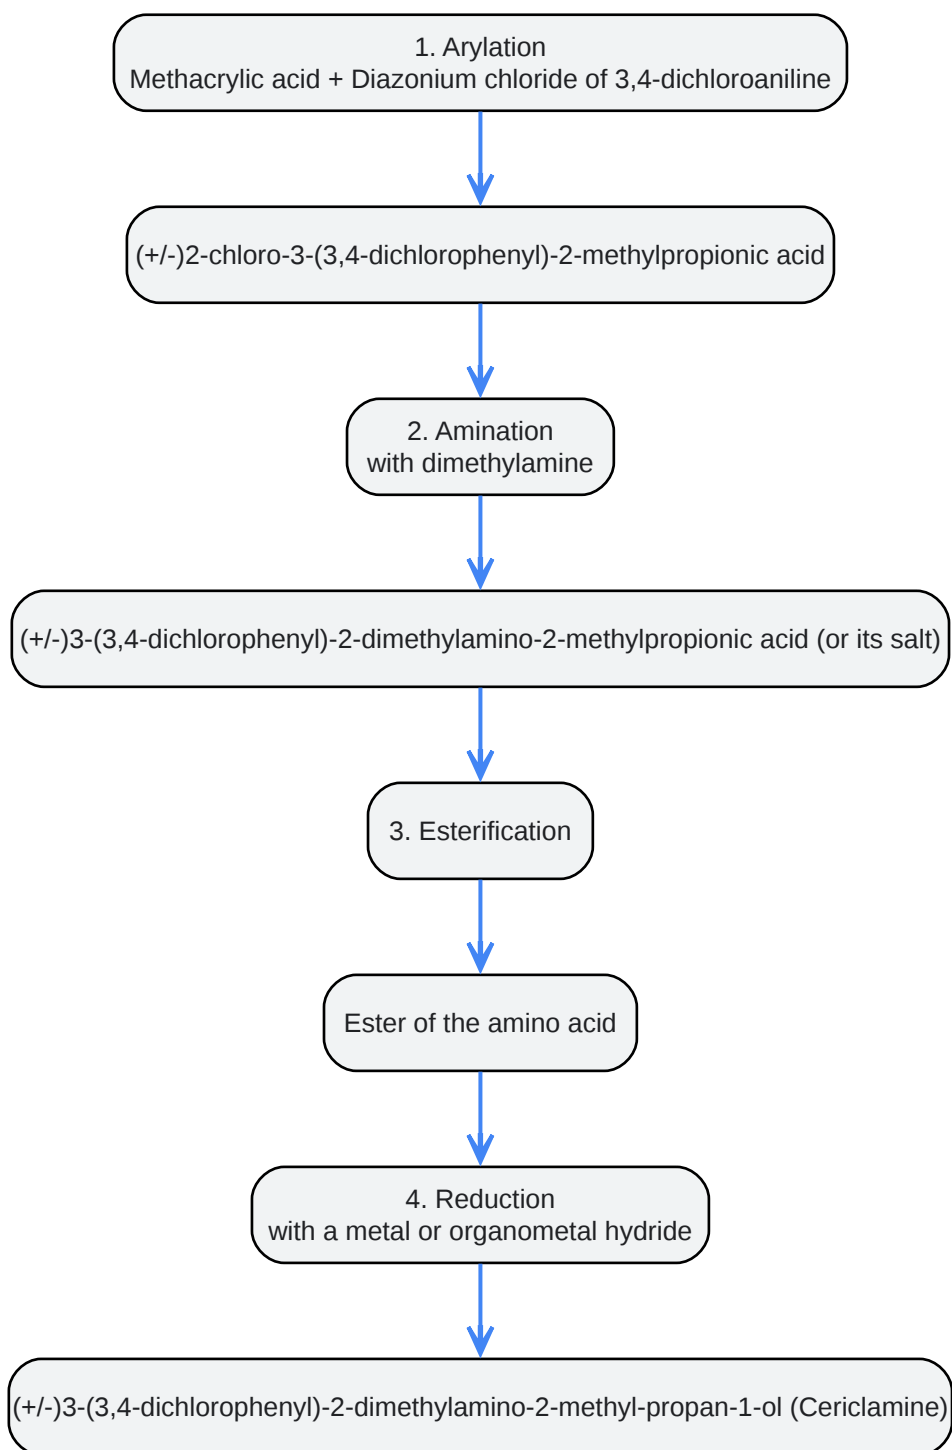 1. Arylation
Methacrylic acid + Diazonium chloride of 3,4-dichloroaniline
(+/-)2-chloro-3-(3,4-dichlorophenyl)-2-methylpropionic acid
2. Amination
with dimethylamine
(+/-)3-(3,4-dichlorophenyl)-2-dimethylamino-2-methylpropionic acid (or its salt)
3. Esterification
Ester of the amino acid
4. Reduction
with a metal or organometal hydride
(+/-)3-(3,4-dichlorophenyl)-2-dimethylamino-2-methyl-propan-1-ol (Cericlamine)